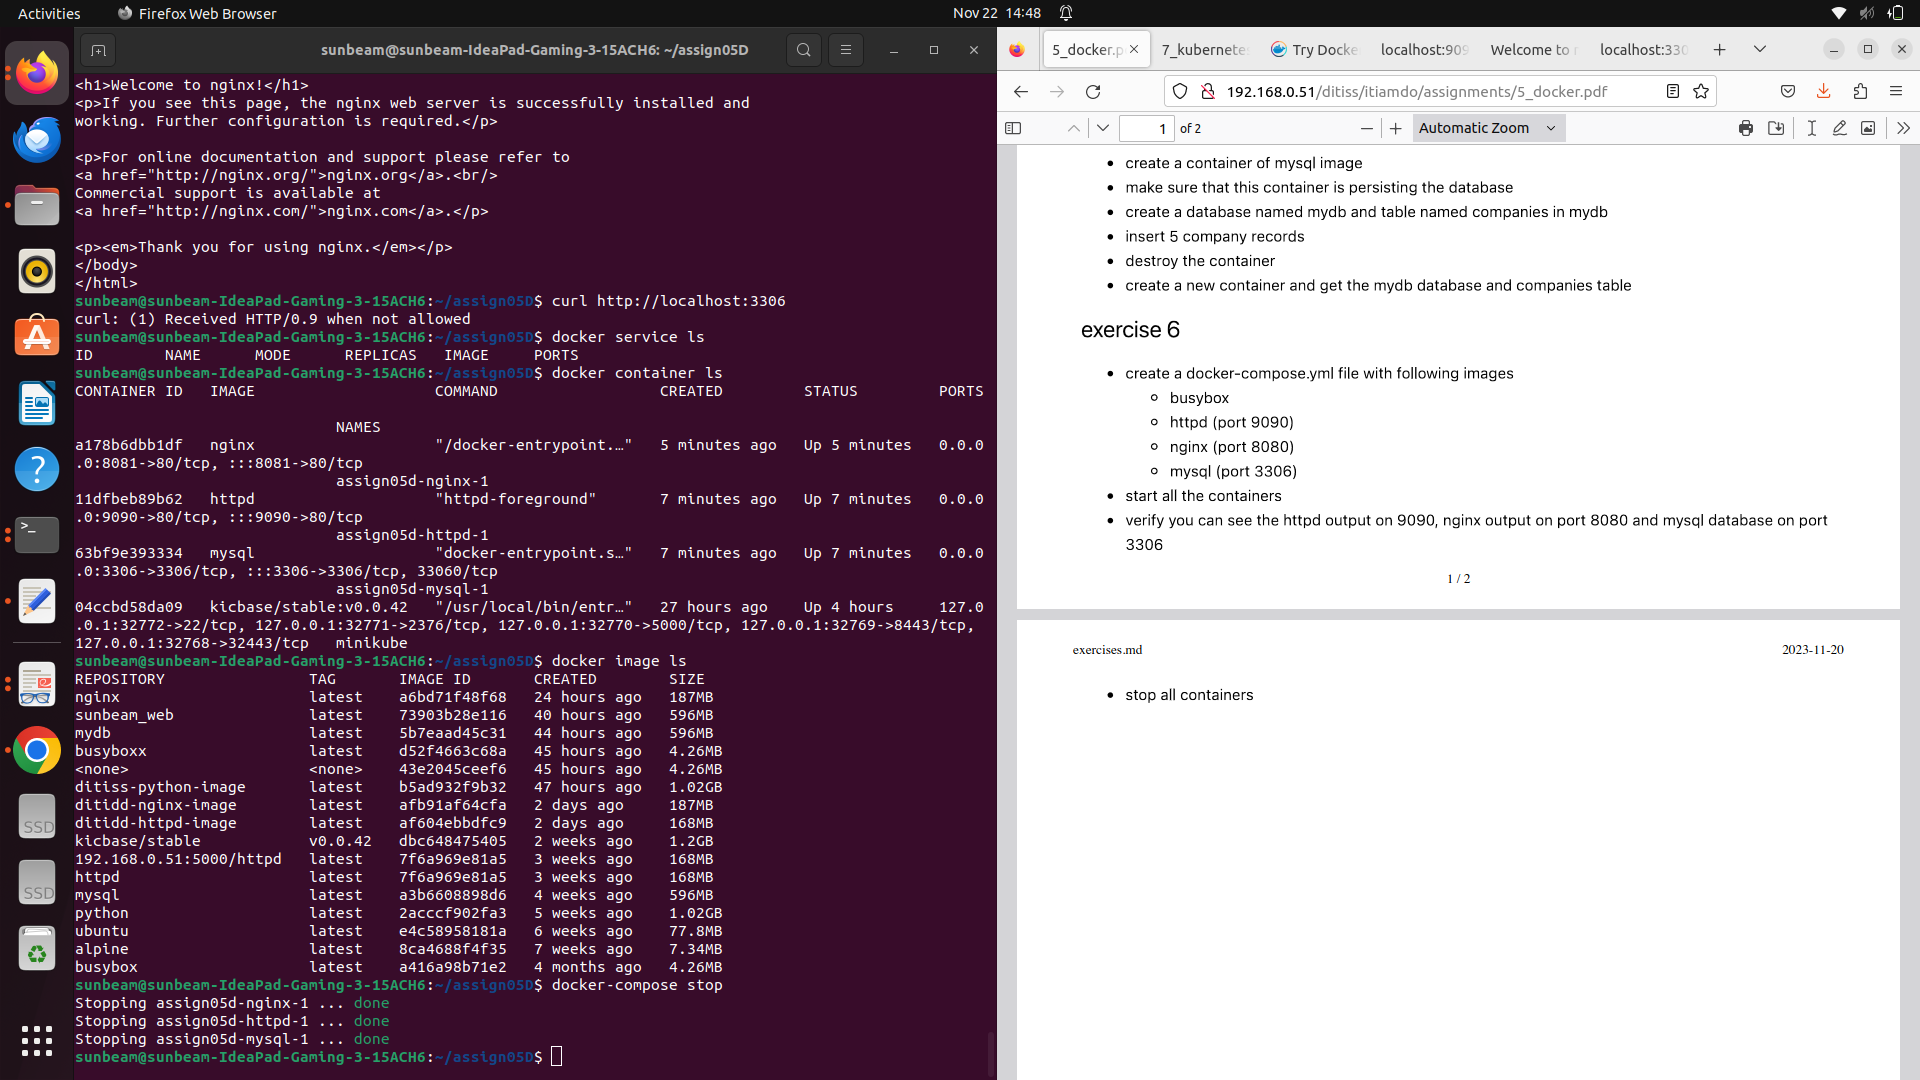 Activities
Firefox Web Browser
Nov 22  14:48
sunbeam@sunbeam-IdeaPad-Gaming-3-15ACH6: ~/assign05D
<h1>Welcome to nginx!</h1>
<p>If you see this page, the nginx web server is successfully installed and
working. Further configuration is required.</p>
<p>For online documentation and support please refer to
<a href="http://nginx.org/">nginx.org</a>.<br/>
Commercial support is available at
<a href="http://nginx.com/">nginx.com</a>.</p>
<p><em>Thank you for using nginx.</em></p>
</body>
</html>
sunbeam@sunbeam-IdeaPad-Gaming-3-15ACH6:~/assign05D$ curl http://localhost:3306
curl: (1) Received HTTP/0.9 when not allowed
sunbeam@sunbeam-IdeaPad-Gaming-3-15ACH6:~/assign05D$ docker service ls
ID        NAME      MODE      REPLICAS   IMAGE     PORTS
sunbeam@sunbeam-IdeaPad-Gaming-3-15ACH6:~/assign05D$ docker container ls
CONTAINER ID   IMAGE                    COMMAND                  CREATED         STATUS         PORTS
NAMES
a178b6dbb1df   nginx                    "/docker-entrypoint.…"   5 minutes ago   Up 5 minutes   0.0.0
.0:8081->80/tcp, :::8081->80/tcp
assign05d-nginx-1
11dfbeb89b62   httpd                    "httpd-foreground"       7 minutes ago   Up 7 minutes   0.0.0
.0:9090->80/tcp, :::9090->80/tcp
assign05d-httpd-1
63bf9e393334   mysql                    "docker-entrypoint.s…"   7 minutes ago   Up 7 minutes   0.0.0
.0:3306->3306/tcp, :::3306->3306/tcp, 33060/tcp
assign05d-mysql-1
04ccbd58da09   kicbase/stable:v0.0.42   "/usr/local/bin/entr…"   27 hours ago    Up 4 hours     127.0
.0.1:32772->22/tcp, 127.0.0.1:32771->2376/tcp, 127.0.0.1:32770->5000/tcp, 127.0.0.1:32769->8443/tcp,
127.0.0.1:32768->32443/tcp   minikube
sunbeam@sunbeam-IdeaPad-Gaming-3-15ACH6:~/assign05D$ docker image ls
REPOSITORY                TAG       IMAGE ID       CREATED        SIZE
nginx                     latest    a6bd71f48f68   24 hours ago   187MB
sunbeam_web               latest    73903b28e116   40 hours ago   596MB
mydb                      latest    5b7eaad45c31   44 hours ago   596MB
busyboxx                  latest    d52f4663c68a   45 hours ago   4.26MB
<none>                    <none>    43e2045ceef6   45 hours ago   4.26MB
ditiss-python-image       latest    b5ad932f9b32   47 hours ago   1.02GB
ditidd-nginx-image        latest    afb91af64cfa   2 days ago     187MB
ditidd-httpd-image        latest    af604ebbdfc9   2 days ago     168MB
kicbase/stable            v0.0.42   dbc648475405   2 weeks ago    1.2GB
192.168.0.51:5000/httpd   latest    7f6a969e81a5   3 weeks ago    168MB
httpd                     latest    7f6a969e81a5   3 weeks ago    168MB
mysql                     latest    a3b6608898d6   4 weeks ago    596MB
python                    latest    2acccf902fa3   5 weeks ago    1.02GB
ubuntu                    latest    e4c58958181a   6 weeks ago    77.8MB
alpine                    latest    8ca4688f4f35   7 weeks ago    7.34MB
busybox                   latest    a416a98b71e2   4 months ago   4.26MB
sunbeam@sunbeam-IdeaPad-Gaming-3-15ACH6:~/assign05D$ docker-compose stop
Stopping assign05d-nginx-1 ... done
Stopping assign05d-httpd-1 ... done
Stopping assign05d-mysql-1 ... done
sunbeam@sunbeam-IdeaPad-Gaming-3-15ACH6:~/assign05D$
SSD
SSD
5_docker.p
7_kubernete
Try Docke
localhost:909
Welcome to
localhost:330
192.168.0.51/ditiss/itiamdo/assignments/5_docker.pdf
1 of 2
Automatic Zoom
• create a container of mysql image
• make sure that this container is persisting the database
• create a database named mydb and table named companies in mydb
• insert 5 company records
• destroy the container
• create a new container and get the mydb database and companies table
exercise 6
• create a docker-compose.yml file with following images
◦ busybox
◦ httpd (port 9090)
◦ nginx (port 8080)
◦ mysql (port 3306)
• start all the containers
• verify you can see the httpd output on 9090, nginx output on port 8080 and mysql database on port
3306
1 / 2
exercises.md
2023-11-20
• stop all containers